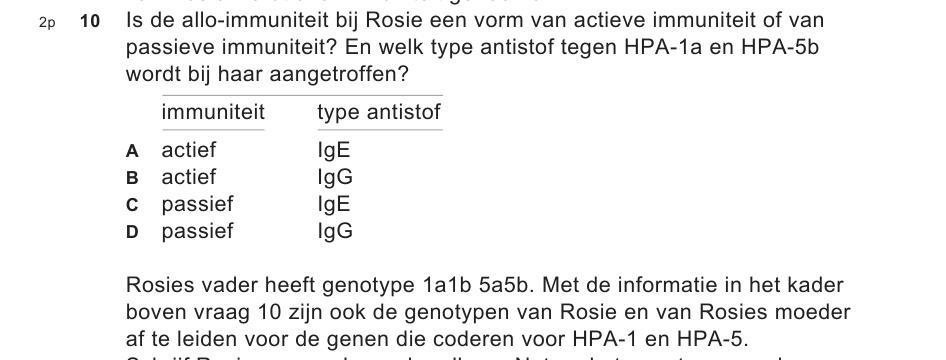 2p 10 Is de allo-immuniteit bij Rosie een vorm van actieve immuniteit of van
passieve immuniteit? En welk type antistof tegen HPA-1a en HPA-5b
wordt bij haar aangetroffen?
immuniteit type antistof
A actief IgE
B actief IgG
C passief IgE
D passief IgG
Rosies vader heeft genotype 1a1b 5a5b. Met de informatie in het kader
boven vraag 10 zijn ook de genotypen van Rosie en van Rosies moeder
af te leiden voor de genen die coderen voor HPA-1 en HPA-5.